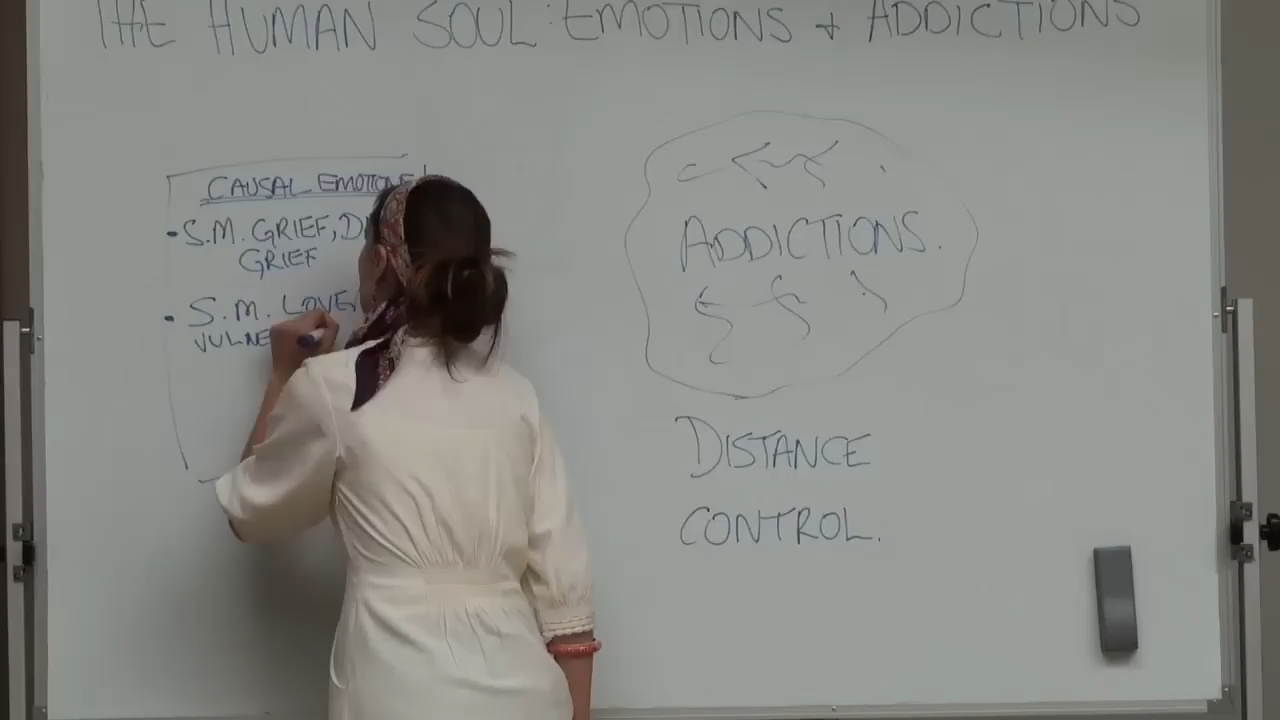 THE HUMAN SOUL: EMOTIONS + ADDICTIONS
CAUSAL EMOTIONS
• S.M. GRIEF,
GRIEF
• S.M. LOVE,
ADDICTIONS.
DISTANCE
CONTROL.